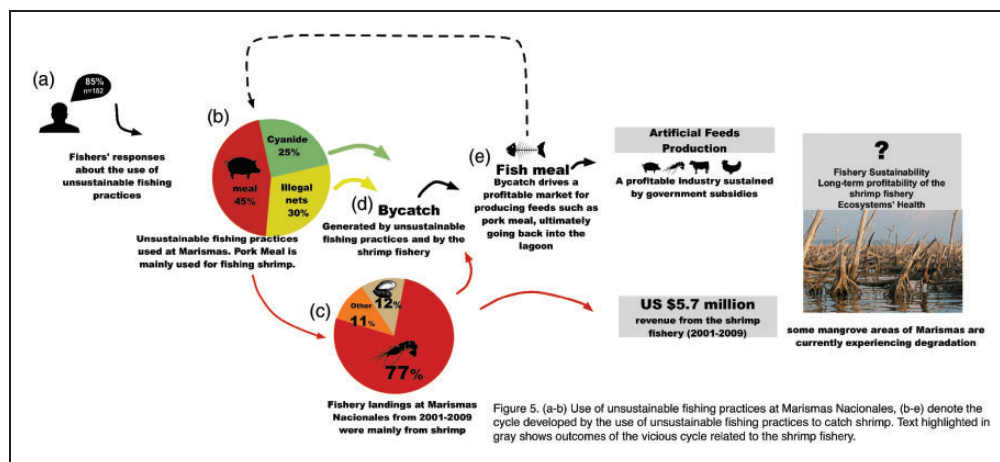 (a)
85%
n=182
Fishers' responses
about the use of
unsustainable fishing
practices
(b)
Cyanide
25%
meal
45%
Illegal
nets
30%
Unsustainable fishing practices
used at Marismas. Pork Meal is
mainly used for fishing shrimp.
(c)
12%
Other
11%
77%
Fishery landings at Marismas
Nacionales from 2001-2009
were mainly from shrimp
(d)
Bycatch
Generated by unsustainable
fishing practices and by the
shrimp fishery
(e)
Fish meal
Bycatch drives a
profitable market for
producing feeds such as
pork meal, ultimately
going back into the
lagoon
Artificial Feeds
Production
A profitable Industry sustained
by government subsidies
US $5.7 million
revenue from the shrimp
fishery (2001-2009)
?
Fishery Sustainability
Long-term profitability of the
shrimp fishery
Ecosystems' Health
some mangrove areas of Marismas are
currently experiencing degradation
Figure 5. (a-b) Use of unsustainable fishing practices at Marismas Nacionales, (b-e) denote the
cycle developed by the use of unsustainable fishing practices to catch shrimp. Text highlighted in
gray shows outcomes of the vicious cycle related to the shrimp fishery.